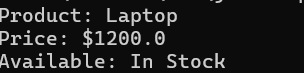 Product: Laptop
Price: $1200.0
Available: In Stock